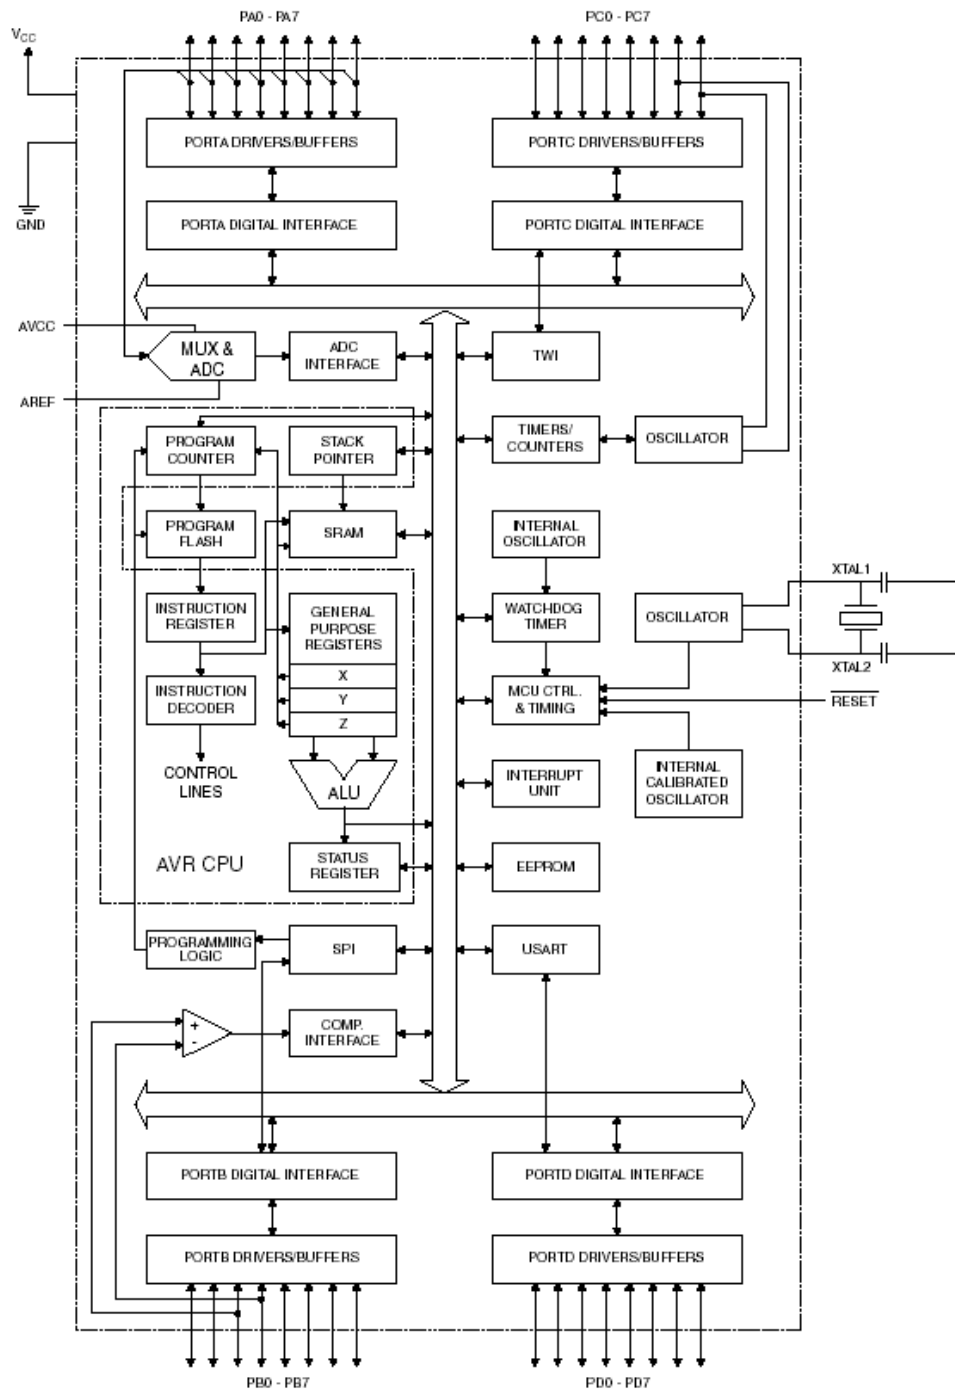 PA0 - PA7
PC0 - PC7
VCC
PORTA DRIVERS/BUFFERS
PORTC DRIVERS/BUFFERS
GND
PORTA DIGITAL INTERFACE
PORTC DIGITAL INTERFACE
AVCC
MUX &
ADC
ADC
INTERFACE
TWI
AREF
PROGRAM
COUNTER
STACK
POINTER
TIMERS/
COUNTERS
OSCILLATOR
PROGRAM
FLASH
SRAM
INTERNAL
OSCILLATOR
XTAL1
INSTRUCTION
REGISTER
GENERAL
PURPOSE
REGISTERS
WATCHDOG
TIMER
OSCILLATOR
XTAL2
X
INSTRUCTION
DECODER
Y
MCU CTRL.
& TIMING
RESET
Z
CONTROL
LINES
ALU
INTERRUPT
UNIT
INTERNAL
CALIBRATED
OSCILLATOR
AVR CPU
STATUS
REGISTER
EEPROM
PROGRAMMING
LOGIC
SPI
USART
+
-
COMP.
INTERFACE
PORTB DIGITAL INTERFACE
PORTD DIGITAL INTERFACE
PORTB DRIVERS/BUFFERS
PORTD DRIVERS/BUFFERS
PB0 - PB7
PD0 - PD7